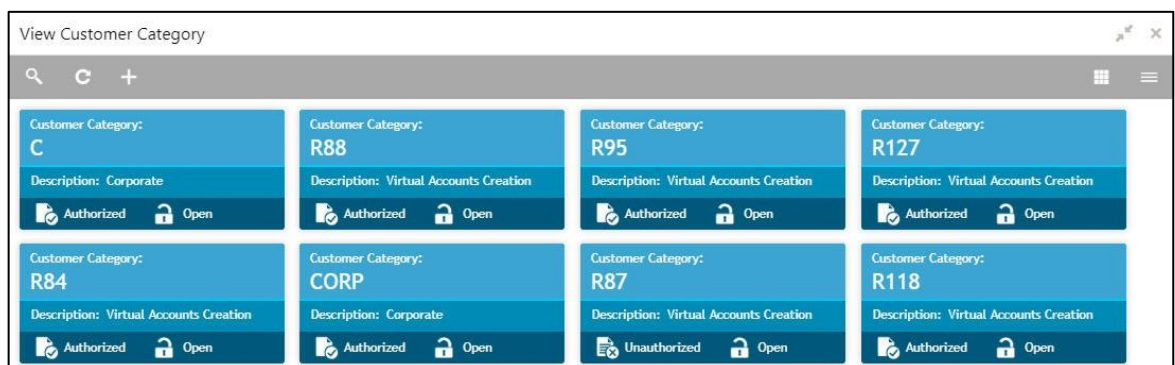 View Customer Category
Customer Category:
C
Description: Corporate
Authorized Open
Customer Category:
R88
Description: Virtual Accounts Creation
Authorized Open
Customer Category:
R95
Description: Virtual Accounts Creation
Authorized Open
Customer Category:
R127
Description: Virtual Accounts Creation
Authorized Open
Customer Category:
R84
Description: Virtual Accounts Creation
Authorized Open
Customer Category:
CORP
Description: Corporate
Authorized Open
Customer Category:
R87
Description: Virtual Accounts Creation
Unauthorized Open
Customer Category:
R118
Description: Virtual Accounts Creation
Authorized Open